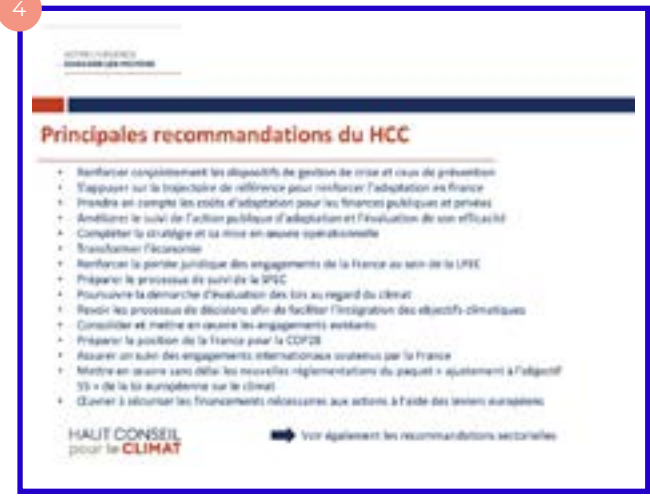 4
ACTER L'URGENCE
ENGAGER LES MOYENS
Principales recommandations du HCC
• Renforcer conjointement les dispositifs de gestion de crise et ceux de prévention
• S'appuyer sur la trajectoire de référence pour renforcer l'adaptation en France
• Prendre en compte les coûts d'adaptation pour les finances publiques et privées
• Améliorer le suivi de l'action publique d'adaptation et l'évaluation de son efficacité
• Compléter la stratégie et sa mise en œuvre opérationnelle
• Transformer l'économie
• Renforcer la portée juridique des engagements de la France au sein de la LPEC
• Préparer le processus de suivi de la SFEC
• Poursuivre la démarche d'évaluation des lois au regard du climat
• Revoir les processus de décisions afin de faciliter l'intégration des objectifs climatiques
• Consolider et mettre en œuvre les engagements existants
• Préparer la position de la France pour la COP28
• Assurer un suivi des engagements internationaux soutenus par la France
• Mettre en œuvre sans délai les nouvelles réglementations du paquet « ajustement à l'objectif
55 » de la loi européenne sur le climat
• Œuvrer à sécuriser les financements nécessaires aux actions à l'aide des leviers européens
HAUT CONSEIL
pour le CLIMAT
Voir également les recommandations sectorielles